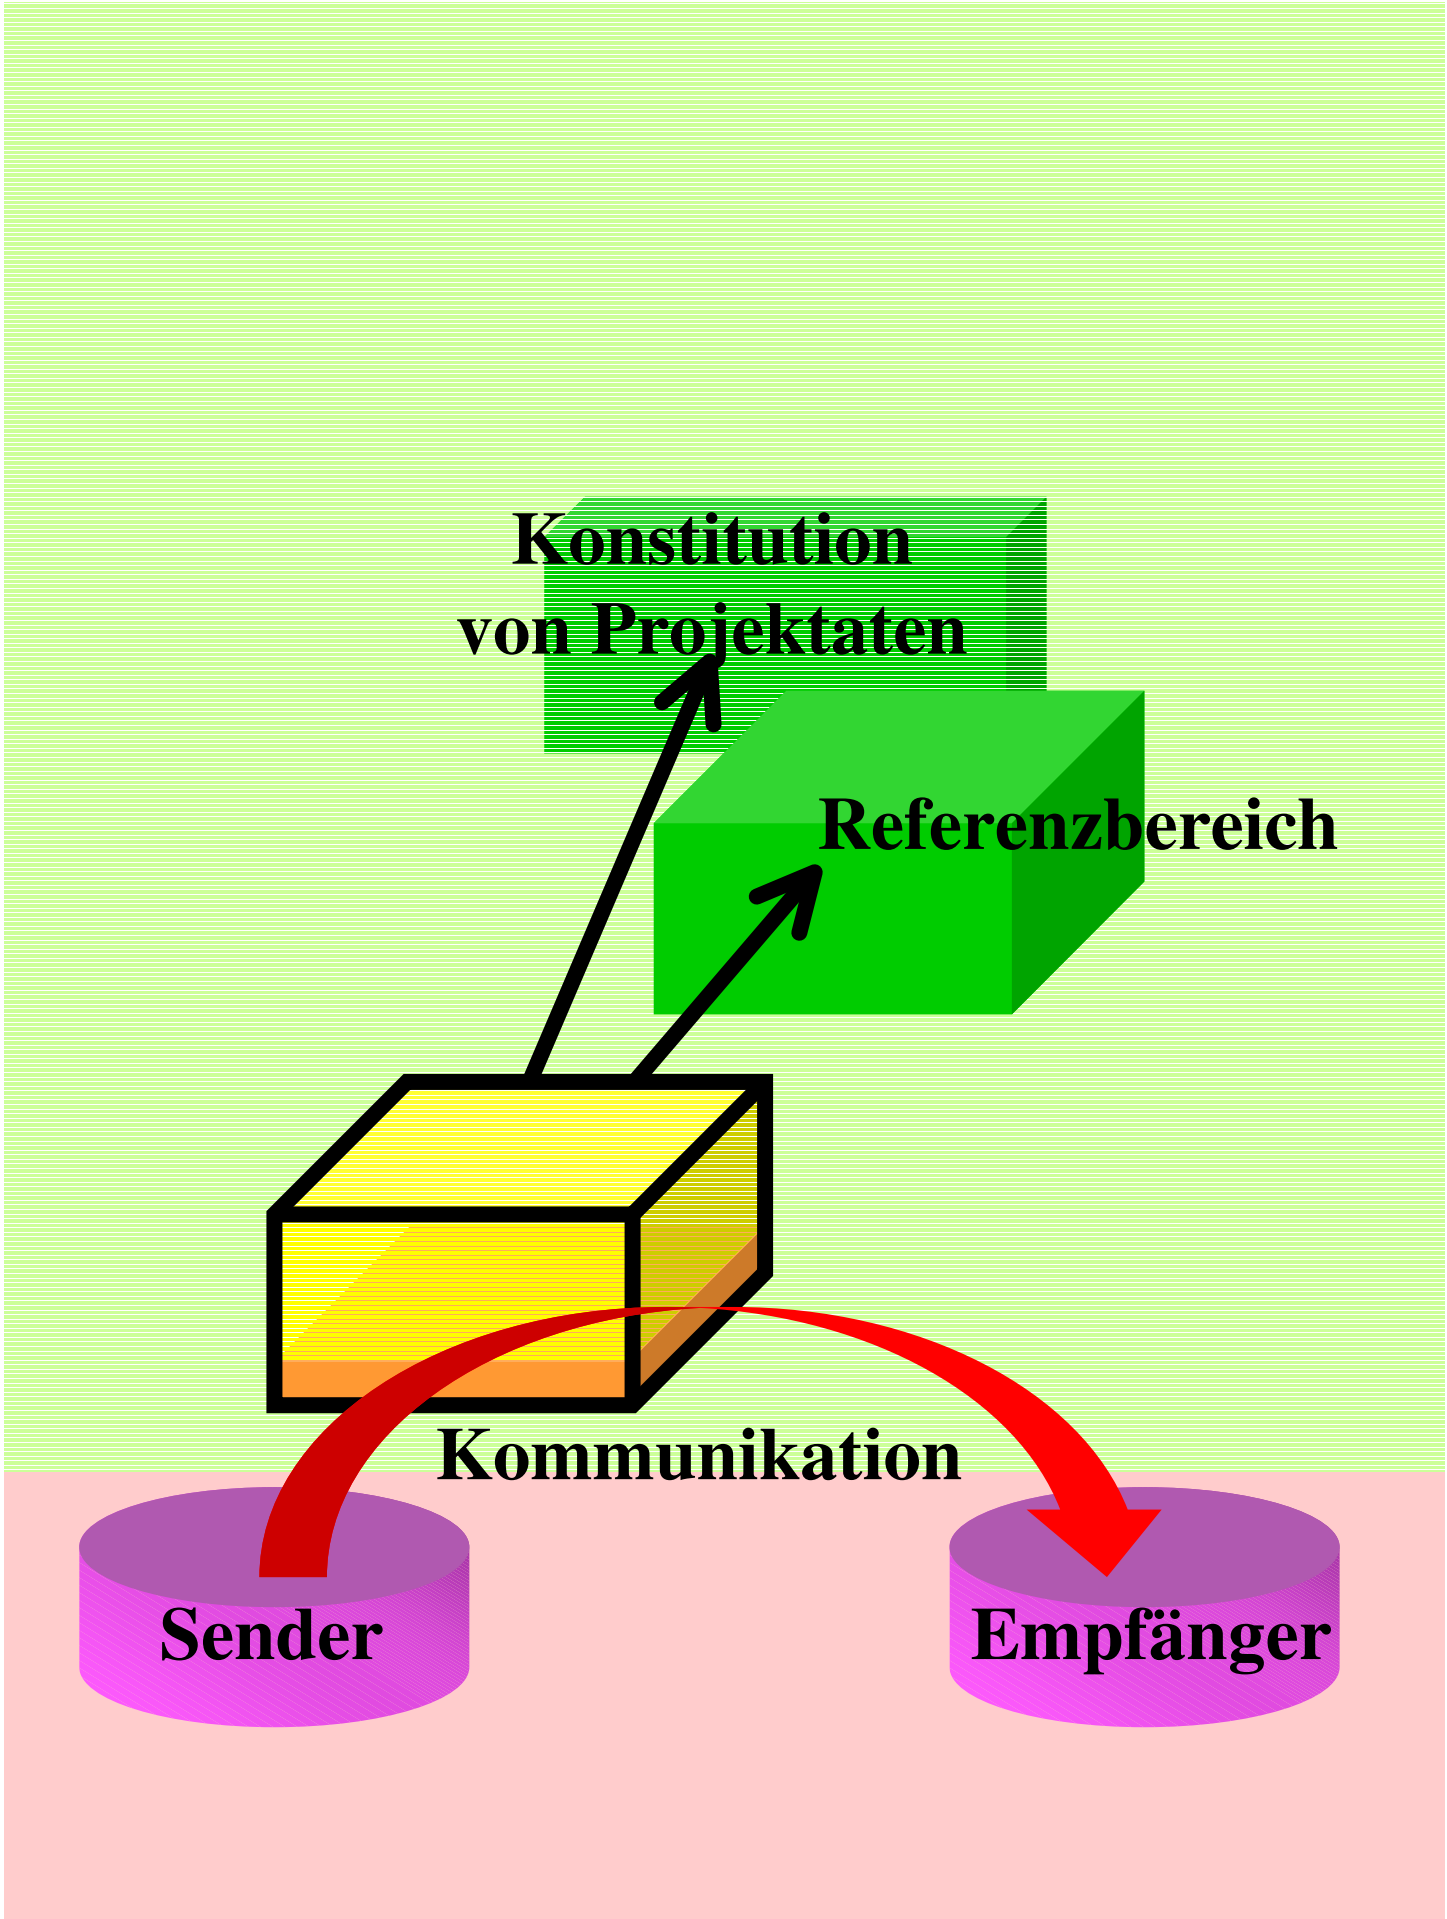 Konstitution
von Projektaten
Referenzbereich
Kommunikation
Sender
Empfänger